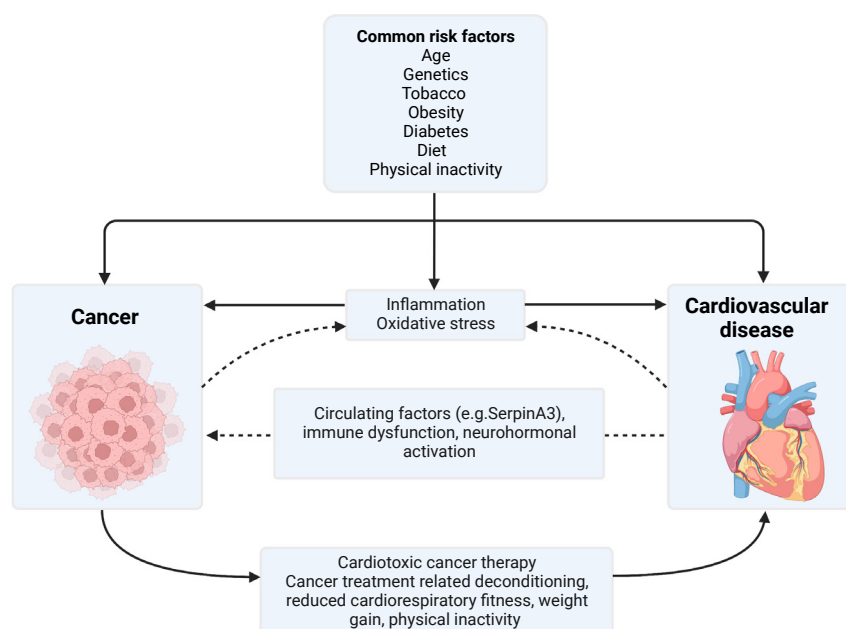 Common risk factors
Age
Genetics
Tobacco
Obesity
Diabetes
Diet
Physical inactivity
Cancer
Inflammation
Oxidative stress
Cardiovascular
disease
Circulating factors (e.g.SerpinA3),
immune dysfunction, neurohormonal
activation
Cardiotoxic cancer therapy
Cancer treatment related deconditioning,
reduced cardiorespiratory fitness, weight
gain, physical inactivity